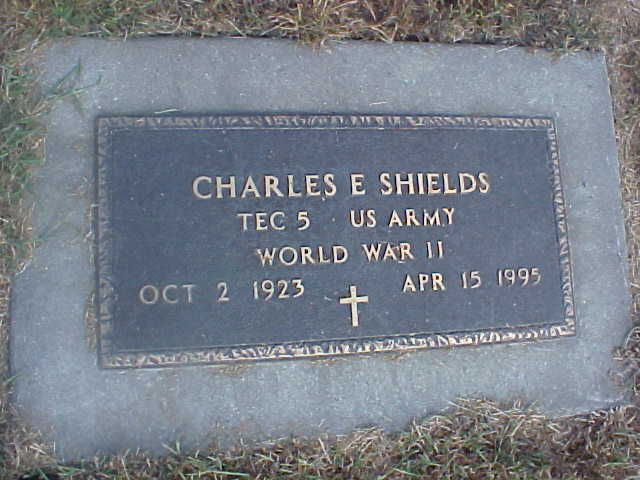 CHARLES E SHIELDS
TEC 5 US ARMY
WORLD WAR II
OCT 2 1923 APR 15 1995